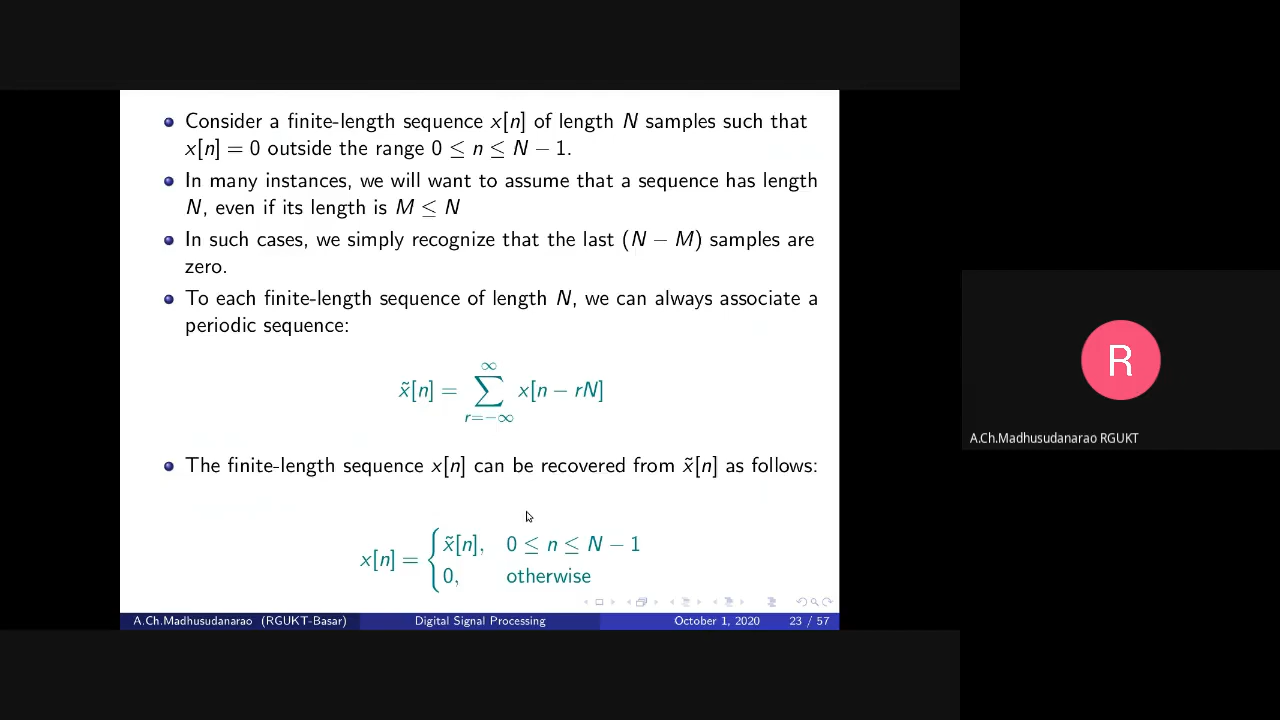 Consider a finite-length sequence x[n] of length N samples such that
x[n] = 0 outside the range 0 ≤ n ≤ N − 1.
In many instances, we will want to assume that a sequence has length
N, even if its length is M ≤ N
In such cases, we simply recognize that the last (N − M) samples are
zero.
To each finite-length sequence of length N, we can always associate a
periodic sequence:
x̃[n] = ∑_{r=−∞}^{∞} x[n − rN]
The finite-length sequence x[n] can be recovered from x̃[n] as follows:
x[n] = { x̃[n], 0 ≤ n ≤ N − 1
0, otherwise
A.Ch.Madhusudanarao (RGUKT-Basar) Digital Signal Processing October 1, 2020 23 / 57
R
A.Ch.Madhusudanarao RGUKT